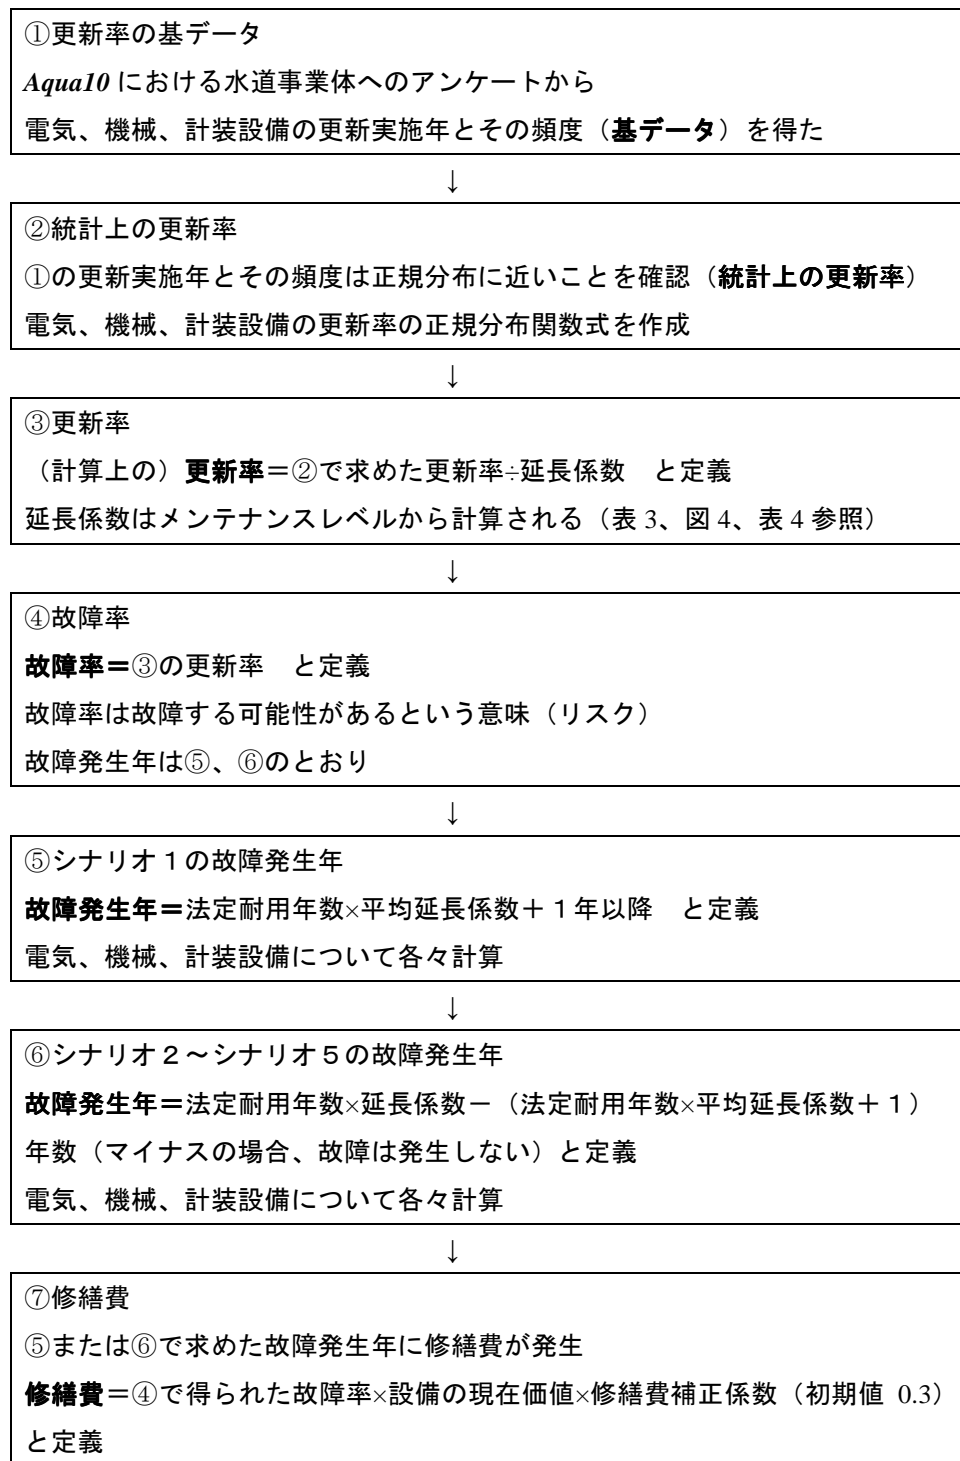 ①更新率の基データ
Aqua10 における水道事業体へのアンケートから
電気、機械、計装設備の更新実施年とその頻度（基データ）を得た
↓
②統計上の更新率
①の更新実施年とその頻度は正規分布に近いことを確認（統計上の更新率）
電気、機械、計装設備の更新率の正規分布関数式を作成
↓
③更新率
（計算上の）更新率＝②で求めた更新率÷延長係数　と定義
延長係数はメンテナンスレベルから計算される（表 3、図 4、表 4 参照）
↓
④故障率
故障率＝③の更新率　と定義
故障率は故障する可能性があるという意味（リスク）
故障発生年は⑤、⑥のとおり
↓
⑤シナリオ１の故障発生年
故障発生年＝法定耐用年数×平均延長係数＋１年以降　と定義
電気、機械、計装設備について各々計算
↓
⑥シナリオ２～シナリオ５の故障発生年
故障発生年＝法定耐用年数×延長係数－（法定耐用年数×平均延長係数＋１）
年数（マイナスの場合、故障は発生しない）と定義
電気、機械、計装設備について各々計算
↓
⑦修繕費
⑤または⑥で求めた故障発生年に修繕費が発生
修繕費＝④で得られた故障率×設備の現在価値×修繕費補正係数（初期値 0.3）
と定義